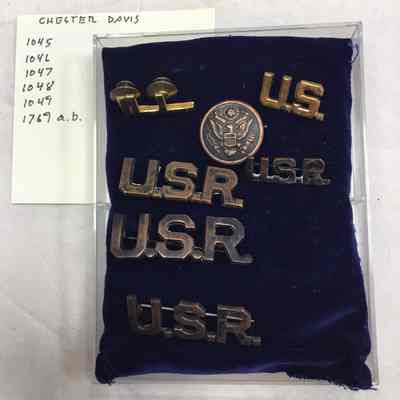 CHESTER DAVIS
1045
1046
1047
1048
1049
1769 a.b.
U.S.
U.S.R.
U.S.R.
U.S.R.
U.S.R.